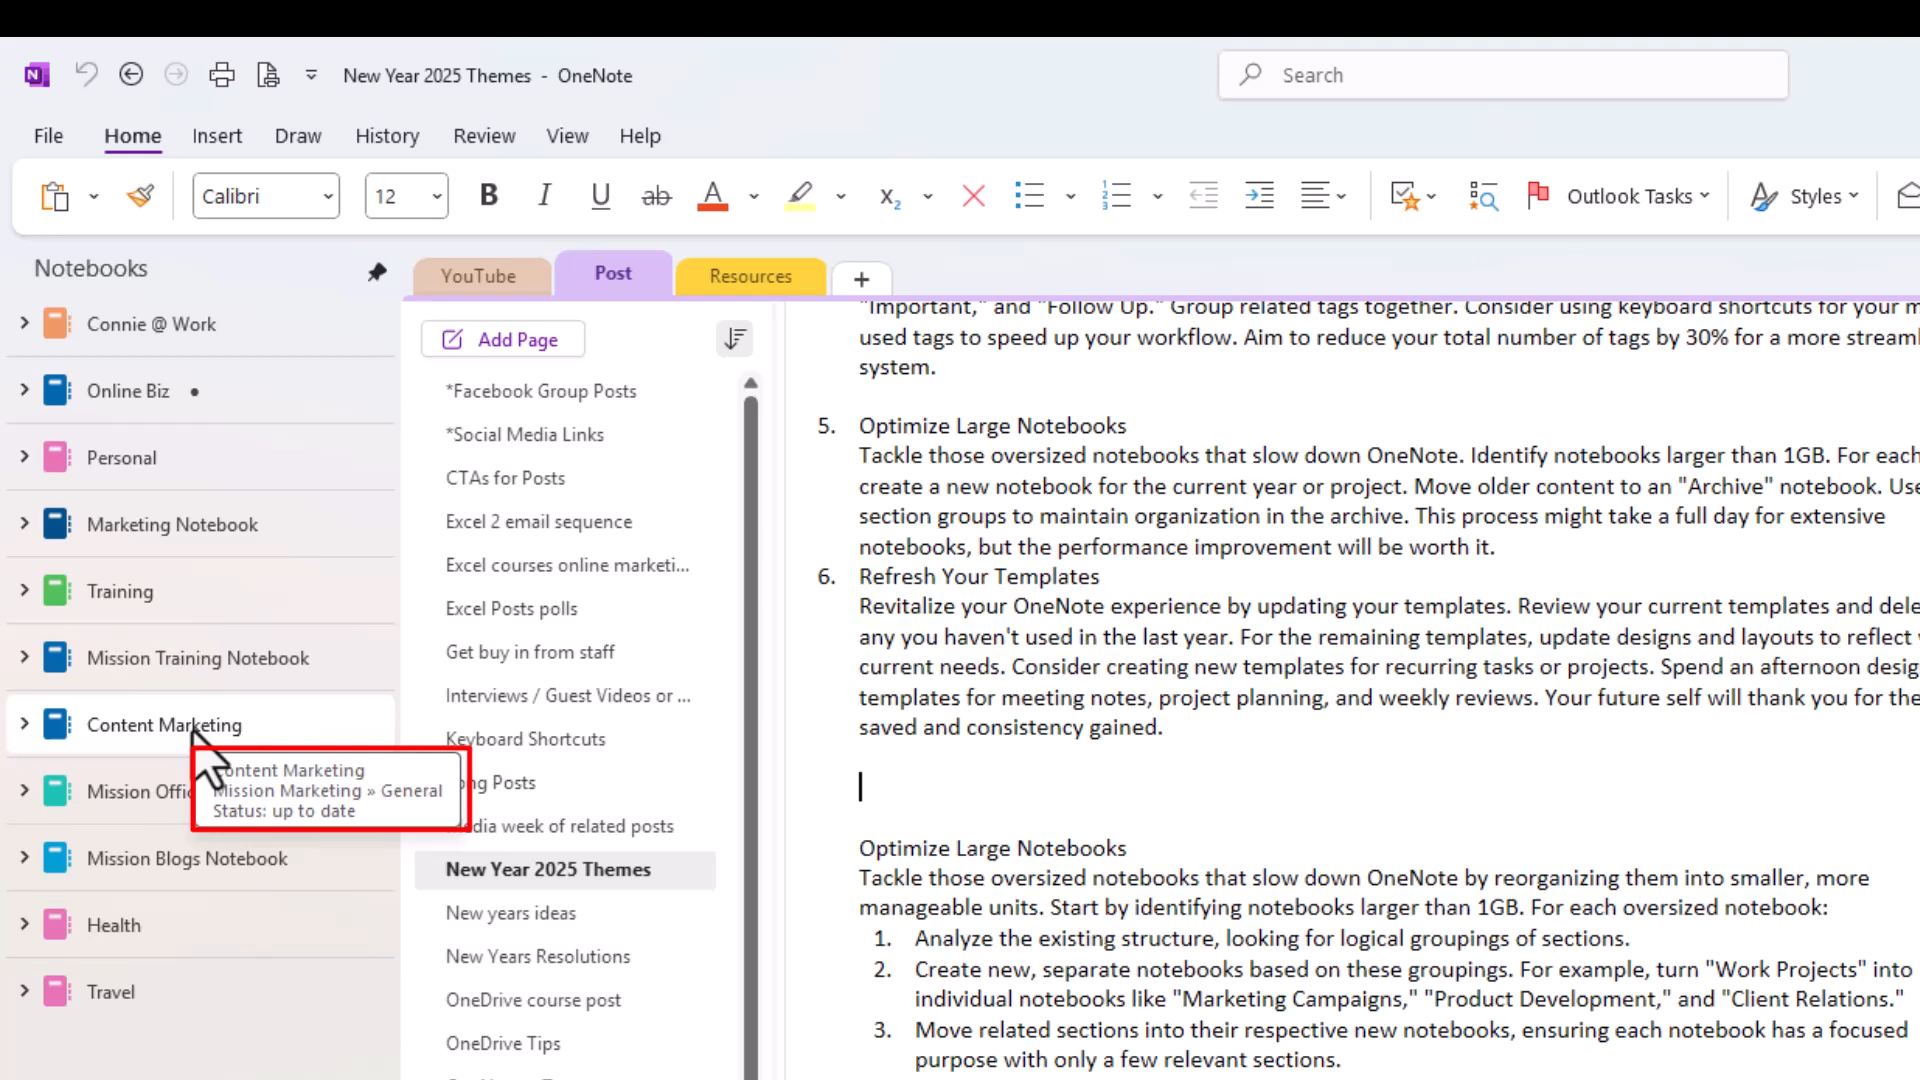 New Year 2025 Themes - OneNote
Search
File Home Insert Draw History Review View Help
Calibri 12 B I U ab A x2 Outlook Tasks Styles
Notebooks
Connie @ Work
Online Biz
Personal
Marketing Notebook
Training
Mission Training Notebook
Content Marketing
Content Marketing
Mission Marketing » General
Status: up to date
Mission
Mission Blogs Notebook
Health
Travel
YouTube Post Resources +
Add Page
*Facebook Group Posts
*Social Media Links
CTAs for Posts
Excel 2 email sequence
Excel courses online marketi...
Excel Posts polls
Get buy in from staff
Interviews / Guest Videos or ...
Keyboard Shortcuts
Posts
week of related posts
New Year 2025 Themes
New years ideas
New Years Resolutions
OneDrive course post
OneDrive Tips
"Important," and "Follow Up." Group related tags together. Consider using keyboard shortcuts for your
used tags to speed up your workflow. Aim to reduce your total number of tags by 30% for a more
system.
5. Optimize Large Notebooks
Tackle those oversized notebooks that slow down OneNote. Identify notebooks larger than 1GB. For each
create a new notebook for the current year or project. Move older content to an "Archive" notebook. Use
section groups to maintain organization in the archive. This process might take a full day for extensive
notebooks, but the performance improvement will be worth it.
6. Refresh Your Templates
Revitalize your OneNote experience by updating your templates. Review your current templates and
any you haven't used in the last year. For the remaining templates, update designs and layouts to reflect
current needs. Consider creating new templates for recurring tasks or projects. Spend an afternoon
templates for meeting notes, project planning, and weekly reviews. Your future self will thank you for the
saved and consistency gained.
Optimize Large Notebooks
Tackle those oversized notebooks that slow down OneNote by reorganizing them into smaller, more
manageable units. Start by identifying notebooks larger than 1GB. For each oversized notebook:
1. Analyze the existing structure, looking for logical groupings of sections.
2. Create new, separate notebooks based on these groupings. For example, turn "Work Projects" into
individual notebooks like "Marketing Campaigns," "Product Development," and "Client Relations."
3. Move related sections into their respective new notebooks, ensuring each notebook has a focused
purpose with only a few relevant sections.